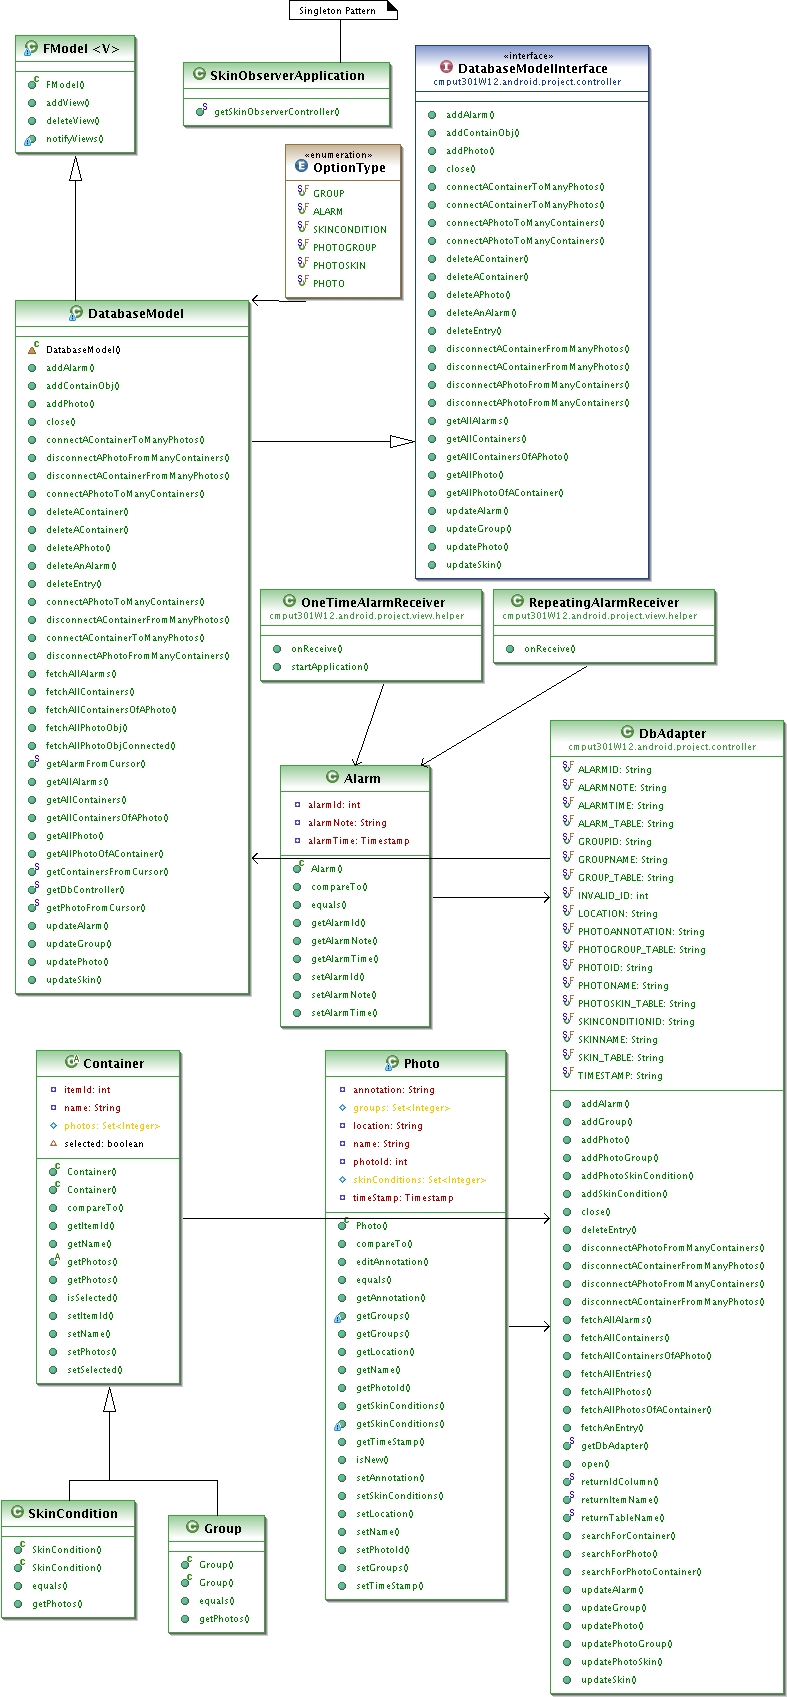 Singleton Pattern
FModel <V>
FModel()
addView()
deleteView()
notifyViews()
SkinObserverApplication
getSkinObserverController()
«interface»
DatabaseModelInterface
cmput301W12.android.project.controller
addAlarm()
addContainObj()
addPhoto()
close()
connectAContainerToManyPhotos()
connectAContainerToManyPhotos()
connectAPhotoToManyContainers()
connectAPhotoToManyContainers()
deleteAContainer()
deleteAContainer()
deleteAPhoto()
deleteAnAlarm()
deleteEntry()
disconnectAContainerFromManyPhotos()
disconnectAContainerFromManyPhotos()
disconnectAPhotoFromManyContainers()
disconnectAPhotoFromManyContainers()
getAllAlarms()
getAllContainers()
getAllContainersOfAPhoto()
getAllPhoto()
getAllPhotoOfAContainer()
updateAlarm()
updateGroup()
updatePhoto()
updateSkin()
«enumeration»
OptionType
GROUP
ALARM
SKINCONDITION
PHOTOGROUP
PHOTOSKIN
PHOTO
DatabaseModel
DatabaseModel()
addAlarm()
addContainObj()
addPhoto()
close()
connectAContainerToManyPhotos()
disconnectAPhotoFromManyContainers()
disconnectAContainerFromManyPhotos()
connectAPhotoToManyContainers()
deleteAContainer()
deleteAContainer()
deleteAPhoto()
deleteAnAlarm()
deleteEntry()
connectAPhotoToManyContainers()
disconnectAContainerFromManyPhotos()
connectAContainerToManyPhotos()
disconnectAPhotoFromManyContainers()
fetchAllAlarms()
fetchAllContainers()
fetchAllContainersOfAPhoto()
fetchAllPhotoObj()
fetchAllPhotoObjConnected()
getAlarmFromCursor()
getAllAlarms()
getAllContainers()
getAllContainersOfAPhoto()
getAllPhoto()
getAllPhotoOfAContainer()
getContainersFromCursor()
getDbController()
getPhotoFromCursor()
updateAlarm()
updateGroup()
updatePhoto()
updateSkin()
OneTimeAlarmReceiver
cmput301W12.android.project.view.helper
onReceive()
startApplication()
RepeatingAlarmReceiver
cmput301W12.android.project.view.helper
onReceive()
Alarm
alarmId: int
alarmNote: String
alarmTime: Timestamp
Alarm()
compareTo()
equals()
getAlarmId()
getAlarmNote()
getAlarmTime()
setAlarmId()
setAlarmNote()
setAlarmTime()
DbAdapter
cmput301W12.android.project.controller
ALARMID: String
ALARMNOTE: String
ALARMTIME: String
ALARM_TABLE: String
GROUPID: String
GROUPNAME: String
GROUP_TABLE: String
INVALID_ID: int
LOCATION: String
PHOTOANNOTATION: String
PHOTOGROUP_TABLE: String
PHOTOID: String
PHOTONAME: String
PHOTOSKIN_TABLE: String
SKINCONDITIONID: String
SKINNAME: String
SKIN_TABLE: String
TIMESTAMP: String
addAlarm()
addGroup()
addPhoto()
addPhotoGroup()
addPhotoSkinCondition()
addSkinCondition()
close()
deleteEntry()
disconnectAPhotoFromManyContainers()
disconnectAContainerFromManyPhotos()
disconnectAPhotoFromManyContainers()
disconnectAContainerFromManyPhotos()
fetchAllAlarms()
fetchAllContainers()
fetchAllContainersOfAPhoto()
fetchAllEntries()
fetchAllPhotos()
fetchAllPhotosOfAContainer()
fetchAnEntry()
getDbAdapter()
open()
returnIdColumn()
returnItemName()
returnTableName()
searchForContainer()
searchForPhoto()
searchForPhotoContainer()
updateAlarm()
updateGroup()
updatePhoto()
updatePhotoGroup()
updatePhotoSkin()
updateSkin()
Container
itemId: int
name: String
photos: Set<Integer>
selected: boolean
Container()
Container()
compareTo()
getItemId()
getName()
getPhotos()
getPhotos()
isSelected()
setItemId()
setName()
setPhotos()
setSelected()
Photo
annotation: String
groups: Set<Integer>
location: String
name: String
photoId: int
skinConditions: Set<Integer>
timeStamp: Timestamp
Photo()
compareTo()
editAnnotation()
equals()
getAnnotation()
getGroups()
getGroups()
getLocation()
getName()
getPhotoId()
getSkinConditions()
getSkinConditions()
getTimeStamp()
isNew()
setAnnotation()
setSkinConditions()
setLocation()
setName()
setPhotoId()
setGroups()
setTimeStamp()
SkinCondition
SkinCondition()
SkinCondition()
equals()
getPhotos()
Group
Group()
Group()
equals()
getPhotos()